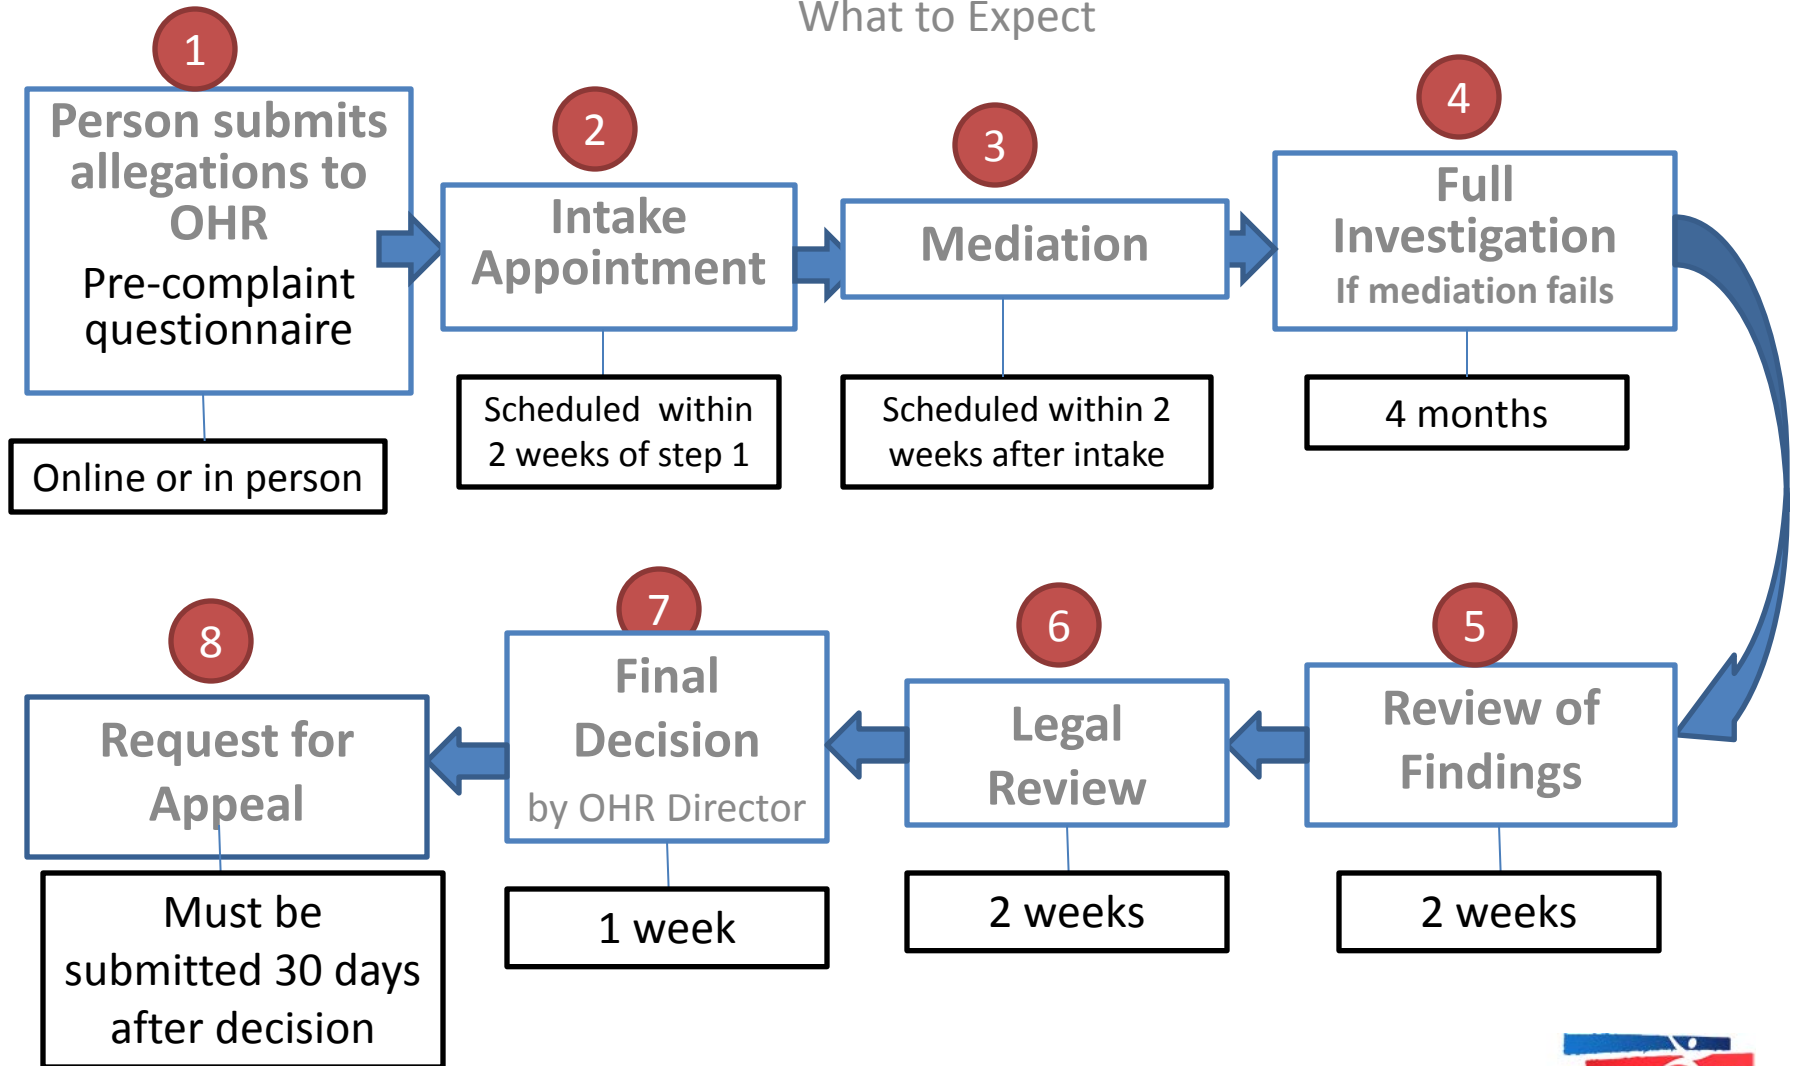 What to Expect
1
Person submits
allegations to
OHR
Pre-complaint
questionnaire
Online or in person
2
Intake
Appointment
Scheduled within
2 weeks of step 1
3
Mediation
Scheduled within 2
weeks after intake
4
Full
Investigation
If mediation fails
4 months
5
Review of
Findings
2 weeks
6
Legal
Review
2 weeks
7
Final
Decision
by OHR Director
1 week
8
Request for
Appeal
Must be
submitted 30 days
after decision